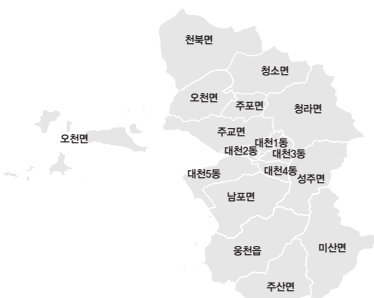 천북면
청소면
오천면
주포면
청라면
주교면
오천면
대천1동
대천2동
대천3동
대천5동
대천4동
성주면
남포면
웅천읍
미산면
주산면